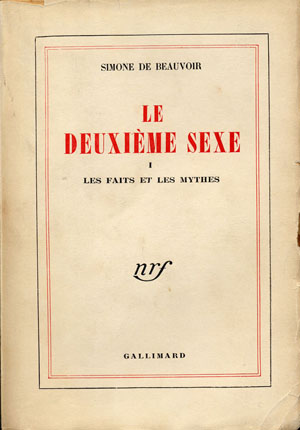 SIMONE DE BEAUVOIR
LE
DEUXIÈME SEXE
I
LES FAITS ET LES MYTHES
nrf
GALLIMARD